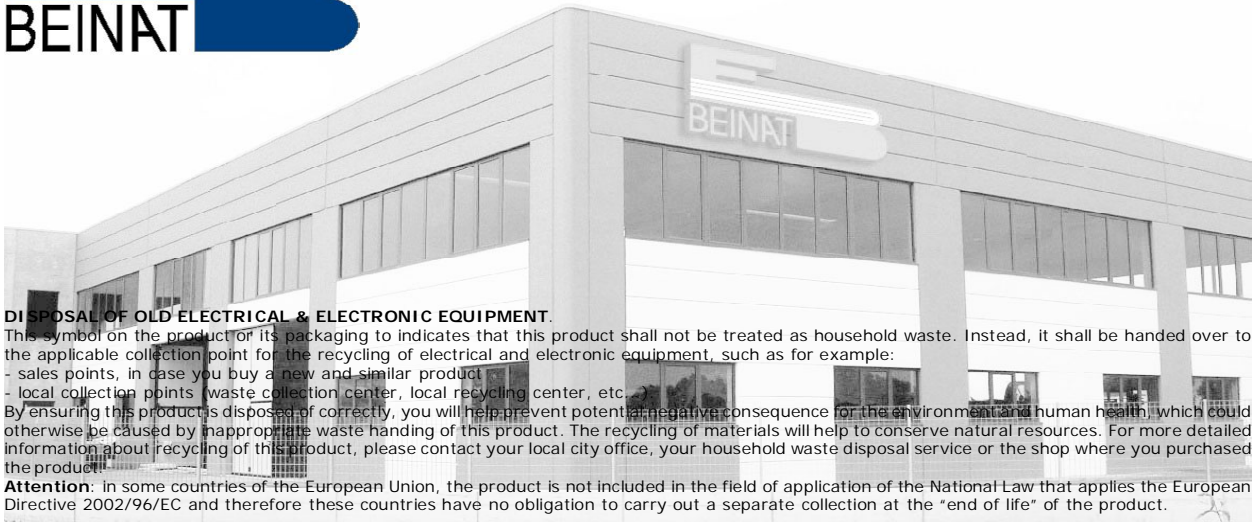 BEINAT
BEINAT
DISPOSAL OF OLD ELECTRICAL & ELECTRONIC EQUIPMENT.
This symbol on the product or its packaging to indicates that this product shall not be treated as household waste. Instead, it shall be handed over to
the applicable collection point for the recycling of electrical and electronic equipment, such as for example:
- sales points, in case you buy a new and similar product
- local collection points (waste collection center, local recycling center, etc...).
By ensuring this product is disposed of correctly, you will help prevent potential negative consequence for the environment and human health, which could
otherwise be caused by inappropriate waste handing of this product. The recycling of materials will help to conserve natural resources. For more detailed
information about recycling of this product, please contact your local city office, your household waste disposal service or the shop where you purchased
the product.
Attention: in some countries of the European Union, the product is not included in the field of application of the National Law that applies the European
Directive 2002/96/EC and therefore these countries have no obligation to carry out a separate collection at the “end of life” of the product.